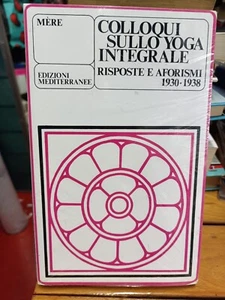 MÈRE
EDIZIONI
MEDITERRANEE
COLLOQUI
SULLO YOGA
INTEGRALE
RISPOSTE E AFORISMI
1930-1938